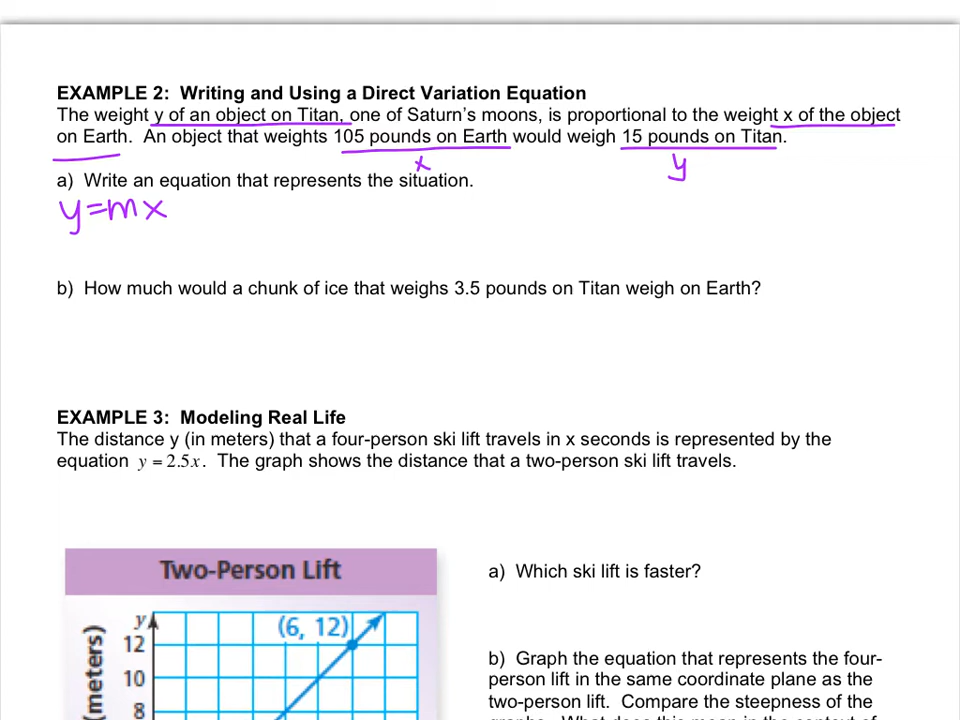 EXAMPLE 2:  Writing and Using a Direct Variation Equation
The weight y of an object on Titan, one of Saturn's moons, is proportional to the weight x of the object
on Earth.  An object that weights 105 pounds on Earth would weigh 15 pounds on Titan.
x y
a)  Write an equation that represents the situation.
y=mx
b)  How much would a chunk of ice that weighs 3.5 pounds on Titan weigh on Earth?
EXAMPLE 3:  Modeling Real Life
The distance y (in meters) that a four-person ski lift travels in x seconds is represented by the
equation y = 2.5x.  The graph shows the distance that a two-person ski lift travels.
Two-Person Lift
y
(6, 12)
12
10
8
(meters)
a)  Which ski lift is faster?
b)  Graph the equation that represents the four-
person lift in the same coordinate plane as the
two-person lift.  Compare the steepness of the